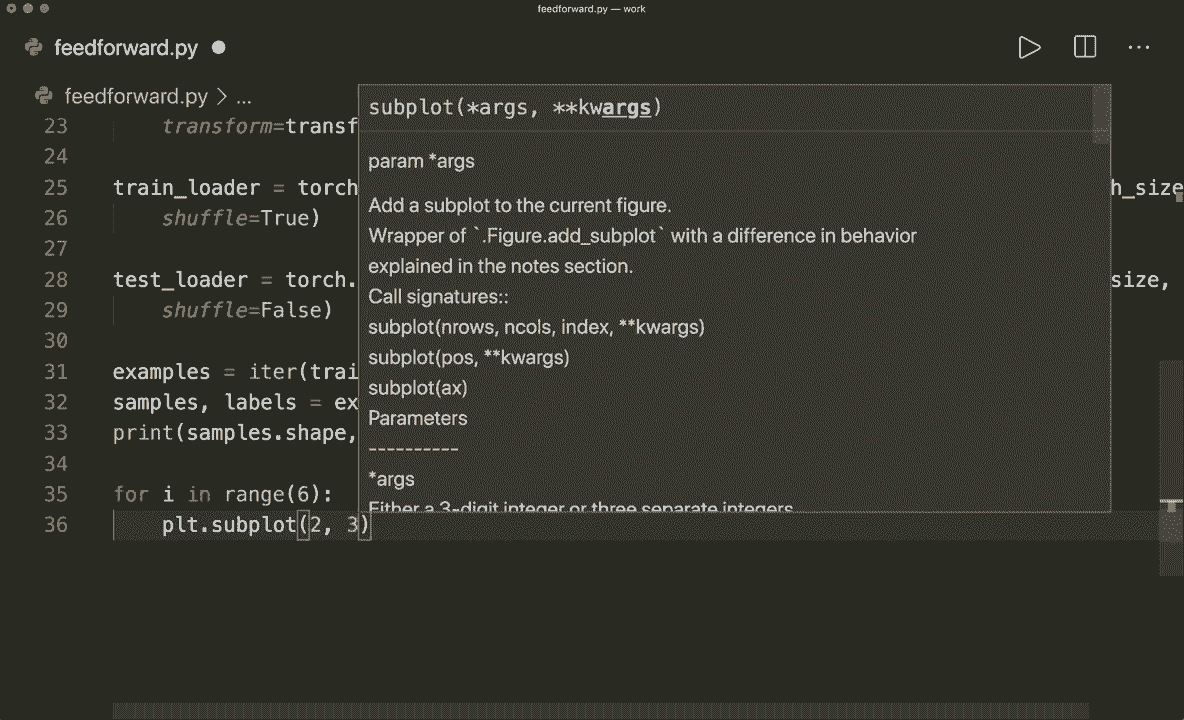 feedforward.py — work
feedforward.py
feedforward.py > ...
subplot(*args, **kwargs)
param *args
Add a subplot to the current figure.
Wrapper of `.Figure.add_subplot` with a difference in behavior
explained in the notes section.
Call signatures::
subplot(nrows, ncols, index, **kwargs)
subplot(pos, **kwargs)
subplot(ax)
Parameters
----------
*args
Either a 3-digit integer or three separate integers
23 transform=transf
24
25 train_loader = torch h_size
26 shuffle=True)
27
28 test_loader = torch. size,
29 shuffle=False)
30
31 examples = iter(trai
32 samples, labels = ex
33 print(samples.shape,
34
35 for i in range(6):
36 plt.subplot(2, 3)